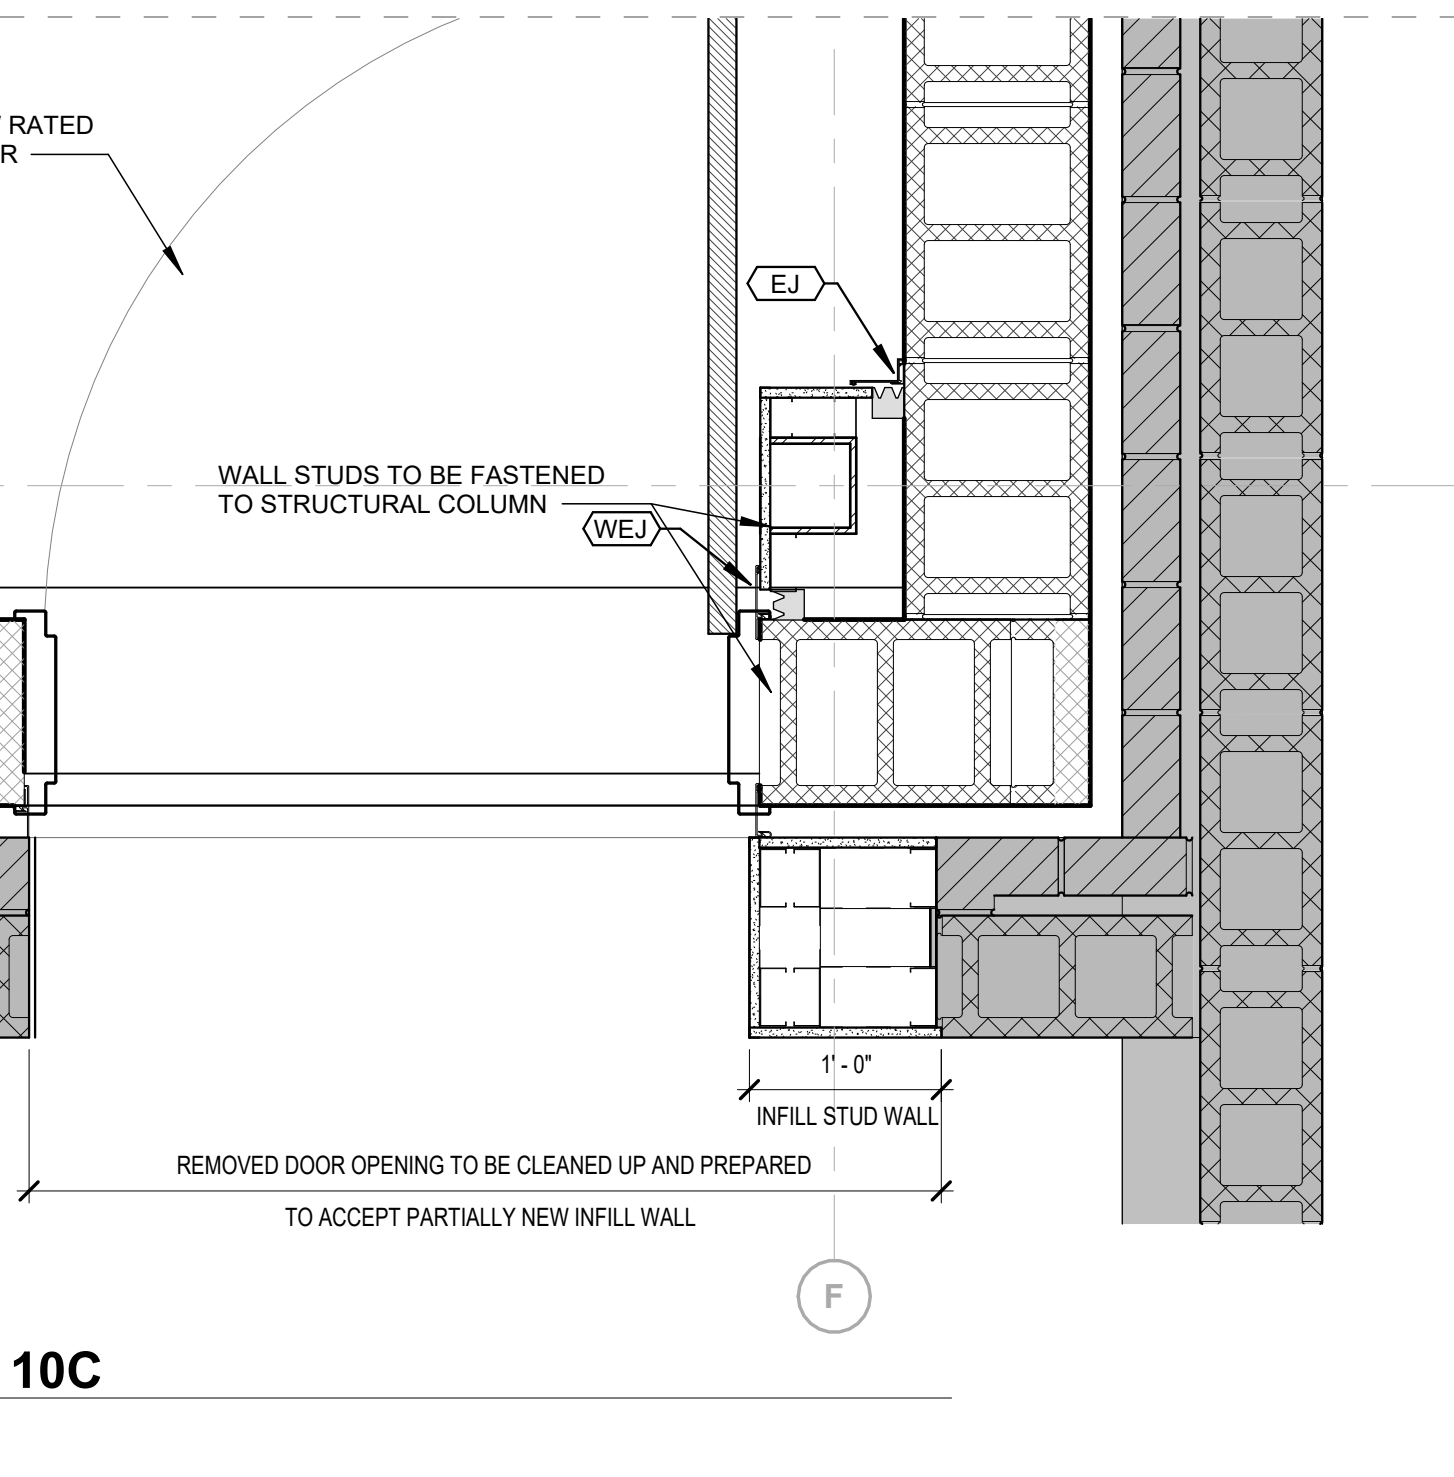 RATED
R
EJ
WALL STUDS TO BE FASTENED
TO STRUCTURAL COLUMN
WEJ
1' - 0"
INFILL STUD WALL
REMOVED DOOR OPENING TO BE CLEANED UP AND PREPARED
TO ACCEPT PARTIALLY NEW INFILL WALL
F
10C